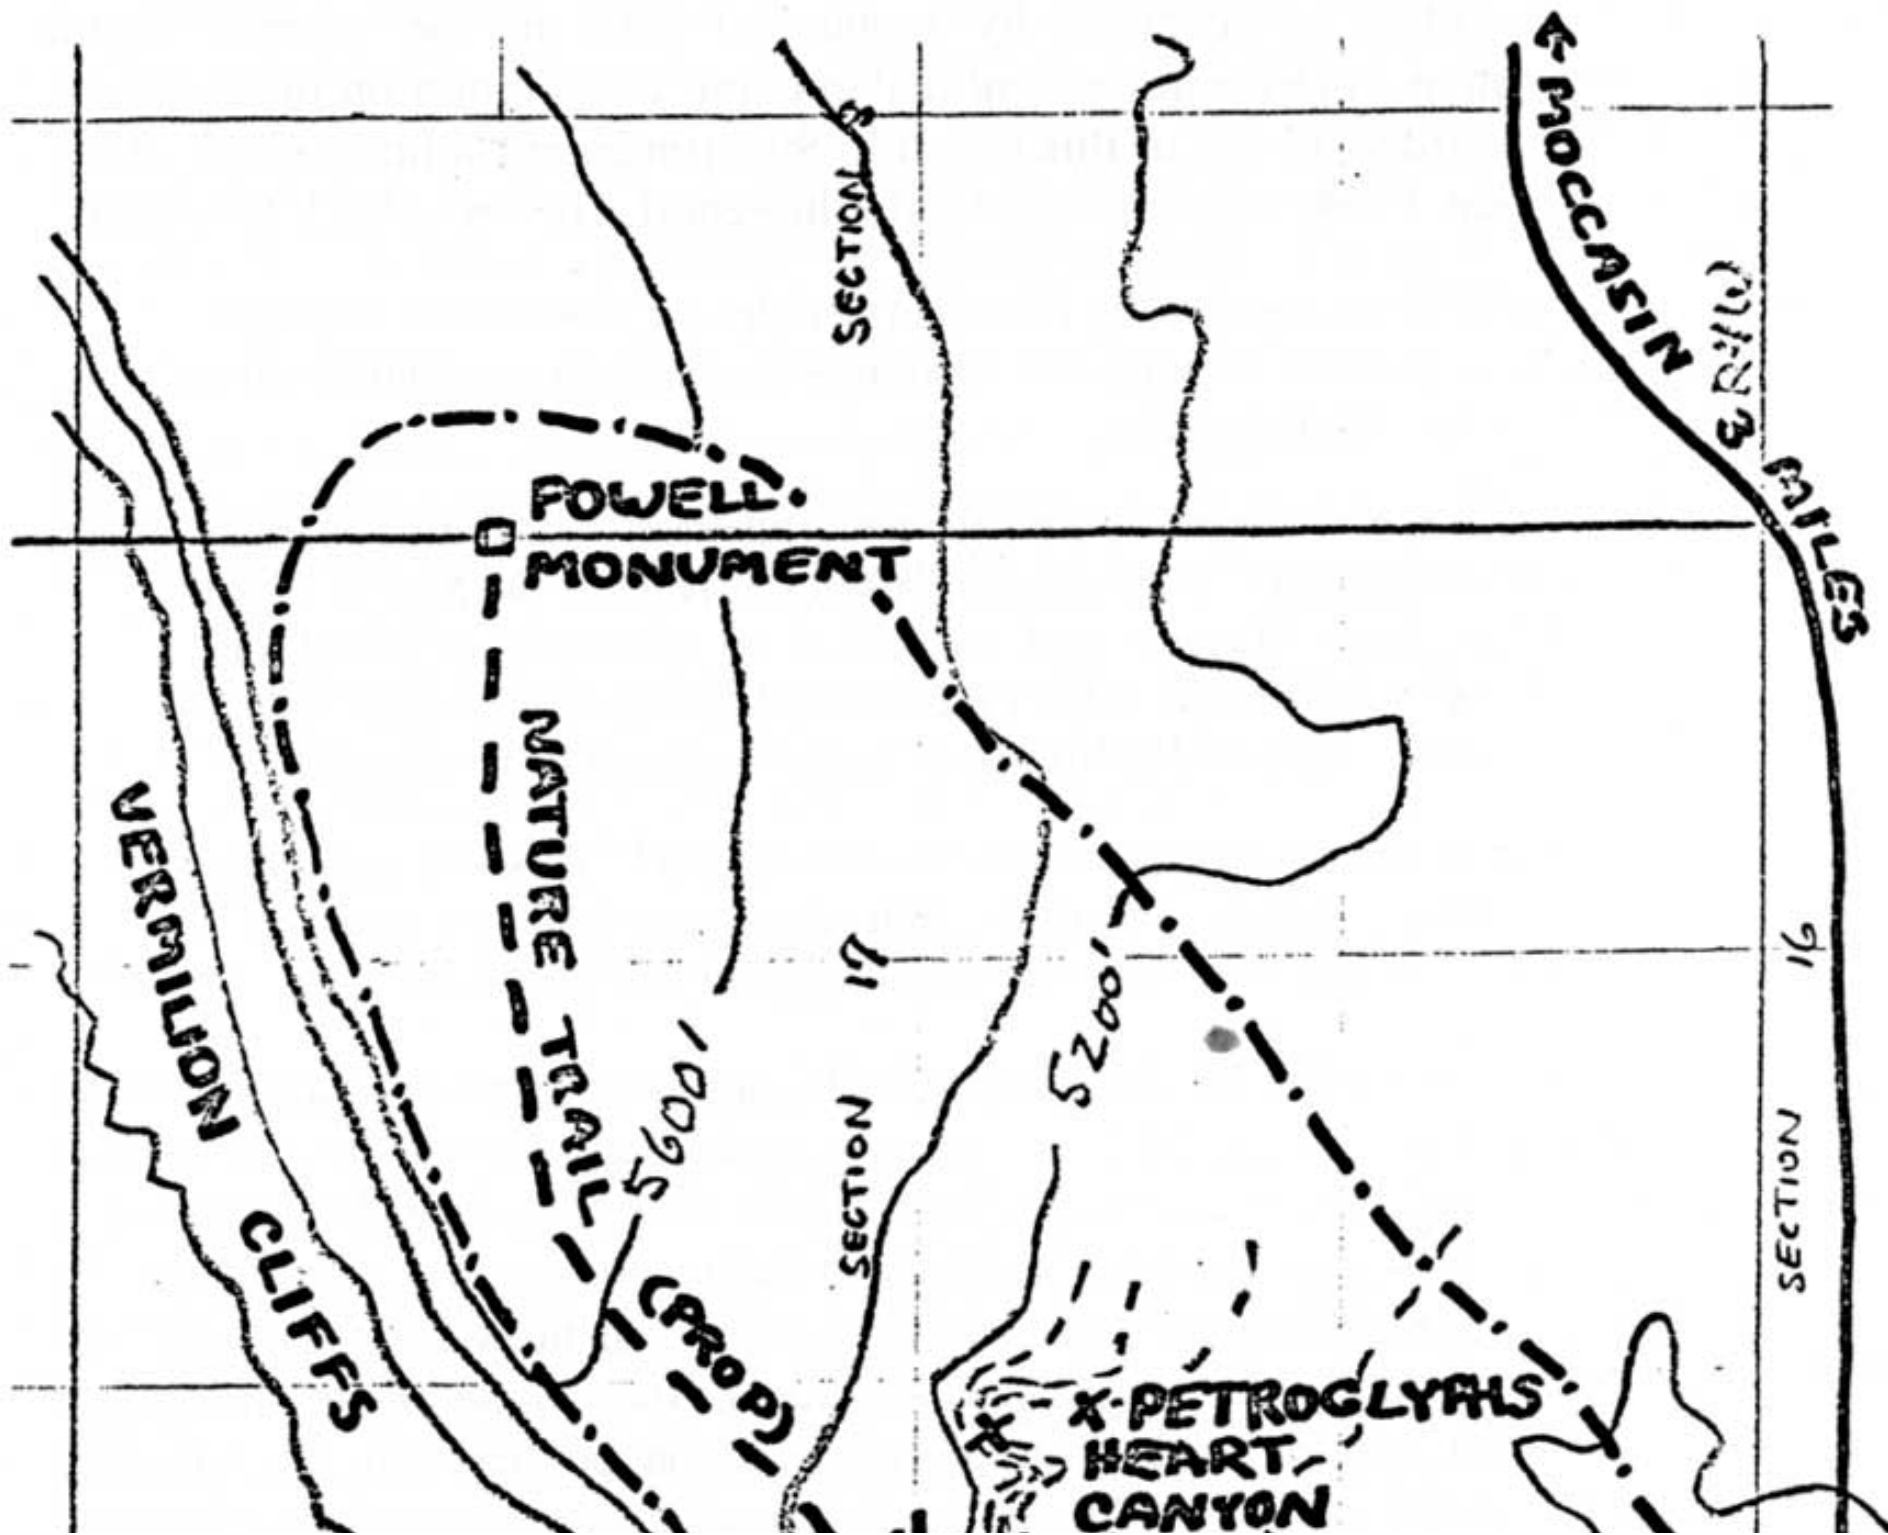 MOCCASIN
3 MILES
R/W
SECTION 8
POWELL
MONUMENT
NATURE TRAIL
(PROP)
VERMILION CLIFFS
SECTION 17
5600'
5200'
SECTION 16
X-PETROGLYPHS
HEART
CANYON